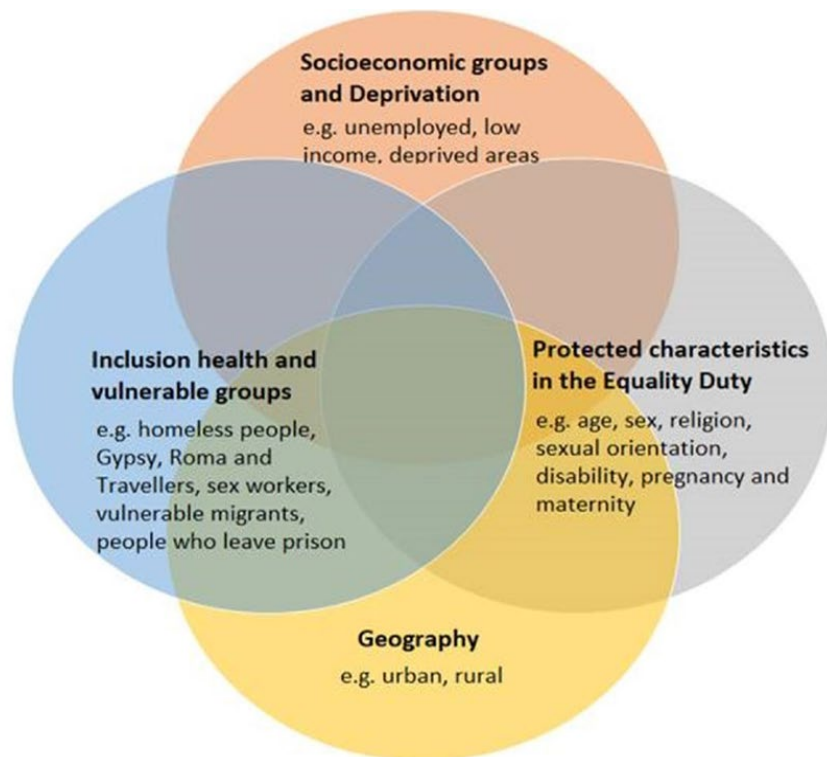 Socioeconomic groups
and Deprivation
e.g. unemployed, low
income, deprived areas
Inclusion health and
vulnerable groups
e.g. homeless people,
Gypsy, Roma and
Travellers, sex workers,
vulnerable migrants,
people who leave prison
Protected characteristics
in the Equality Duty
e.g. age, sex, religion,
sexual orientation,
disability, pregnancy and
maternity
Geography
e.g. urban, rural